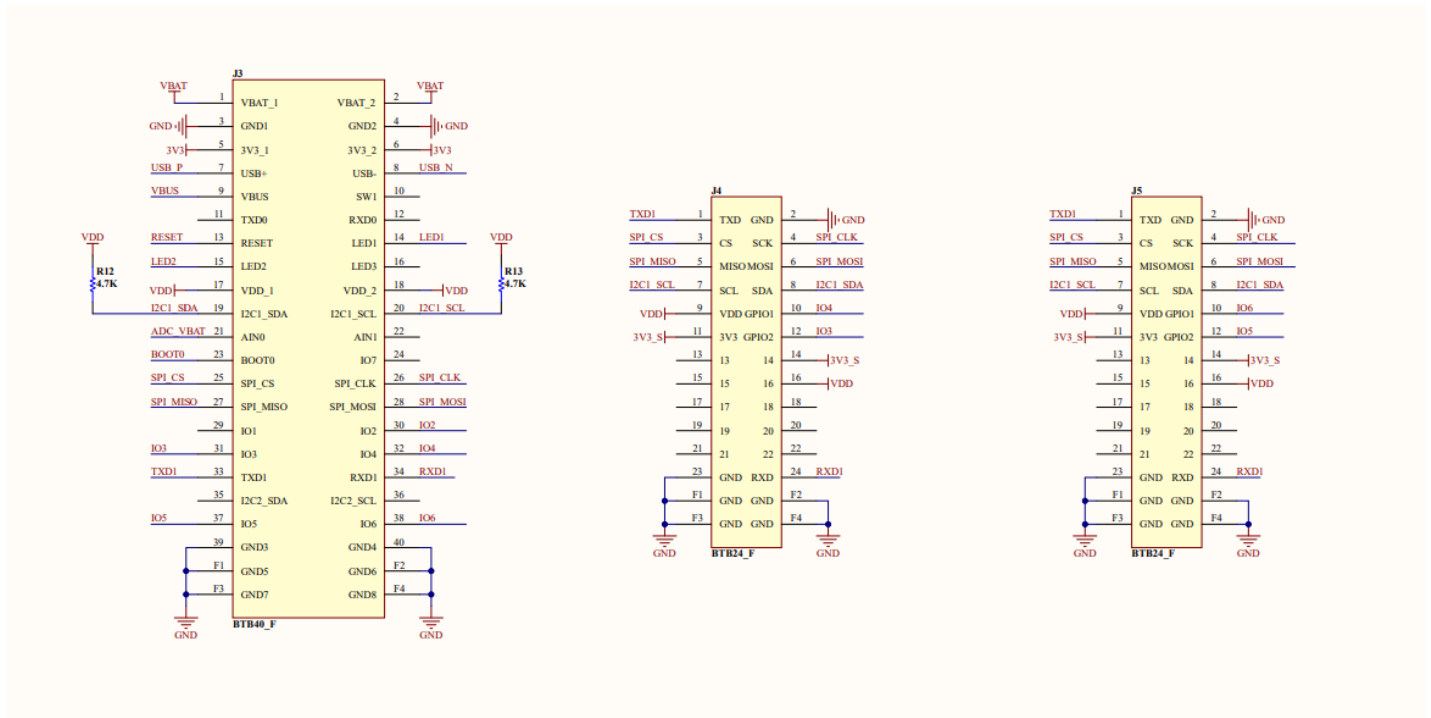 J3
VBAT 1 VBAT_1 VBAT_2 2 VBAT
GND 3 GND1 GND2 4 GND
3V3 5 3V3_1 3V3_2 6 3V3
USB_P 7 USB+ USB- 8 USB_N
VBUS 9 VBUS SW1 10
11 TXD0 RXD0 12
RESET 13 RESET LED1 14 LED1
LED2 15 LED2 LED3 16
VDD 17 VDD_1 VDD_2 18 VDD
I2C1_SDA 19 I2C1_SDA I2C1_SCL 20 I2C1_SCL
ADC_VBAT 21 AIN0 AIN1 22
BOOT0 23 BOOT0 IO7 24
SPI_CS 25 SPI_CS SPI_CLK 26 SPI_CLK
SPI_MISO 27 SPI_MISO SPI_MOSI 28 SPI_MOSI
29 IO1 IO2 30 IO2
IO3 31 IO3 IO4 32 IO4
TXD1 33 TXD1 RXD1 34 RXD1
35 I2C2_SDA I2C2_SCL 36
IO5 37 IO5 IO6 38 IO6
39 GND3 GND4 40
F1 GND5 GND6 F2
F3 GND7 GND8 F4
GND GND
BTB40_F
VDD
R12
4.7K
VDD
R13
4.7K
J4
TXD1 1 TXD GND 2 GND
SPI_CS 3 CS SCK 4 SPI_CLK
SPI_MISO 5 MISO MOSI 6 SPI_MOSI
I2C1_SCL 7 SCL SDA 8 I2C1_SDA
VDD 9 VDD GPIO1 10 IO4
3V3_S 11 3V3 GPIO2 12 IO3
13 13 14 14 3V3_S
15 15 16 16 VDD
17 17 18 18
19 19 20 20
21 21 22 22
23 GND RXD 24 RXD1
F1 GND GND F2
F3 GND GND F4
GND GND
BTB24_F
J5
TXD1 1 TXD GND 2 GND
SPI_CS 3 CS SCK 4 SPI_CLK
SPI_MISO 5 MISO MOSI 6 SPI_MOSI
I2C1_SCL 7 SCL SDA 8 I2C1_SDA
VDD 9 VDD GPIO1 10 IO6
3V3_S 11 3V3 GPIO2 12 IO5
13 13 14 14 3V3_S
15 15 16 16 VDD
17 17 18 18
19 19 20 20
21 21 22 22
23 GND RXD 24 RXD1
F1 GND GND F2
F3 GND GND F4
GND GND
BTB24_F